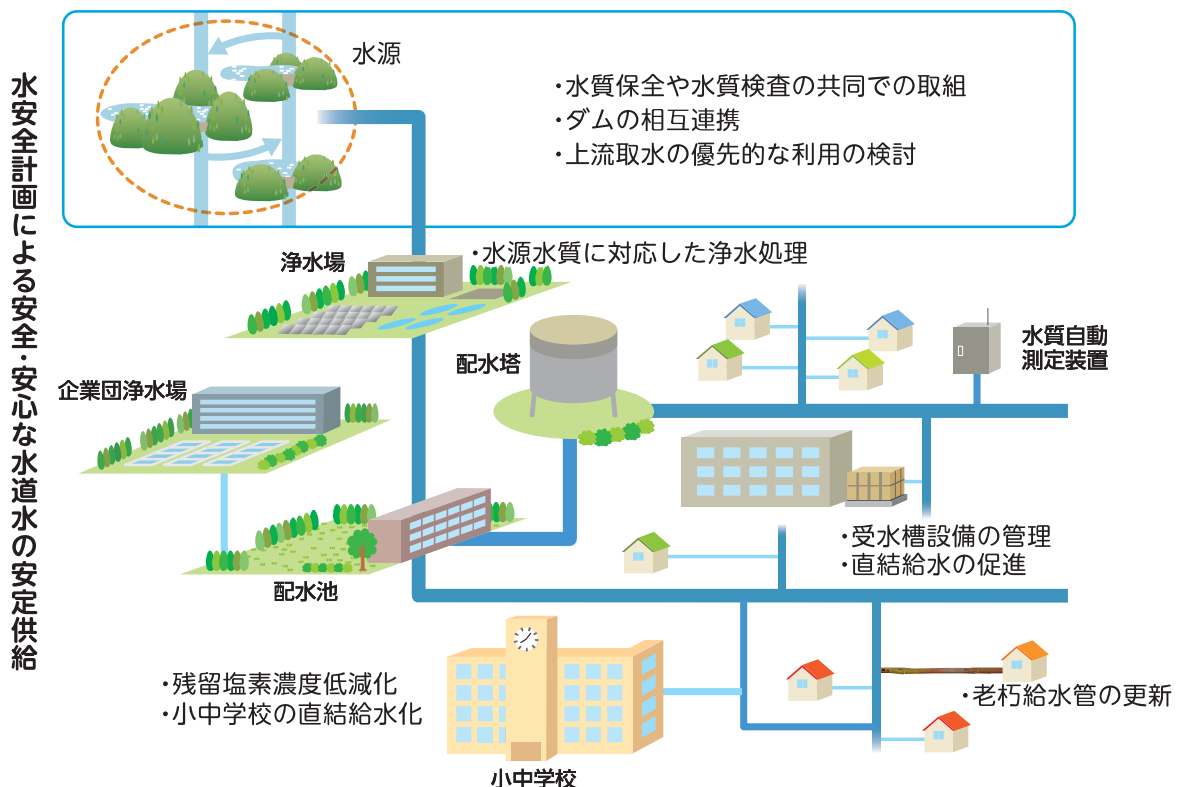 水安全計画による安全・安心な水道水の安定供給
水源
・水質保全や水質検査の共同での取組
・ダムの相互連携
・上流取水の優先的な利用の検討
浄水場
・水源水質に対応した浄水処理
企業団浄水場
配水塔
水質自動
測定装置
配水池
・受水槽設備の管理
・直結給水の促進
・残留塩素濃度低減化
・小中学校の直結給水化
小中学校
・老朽給水管の更新